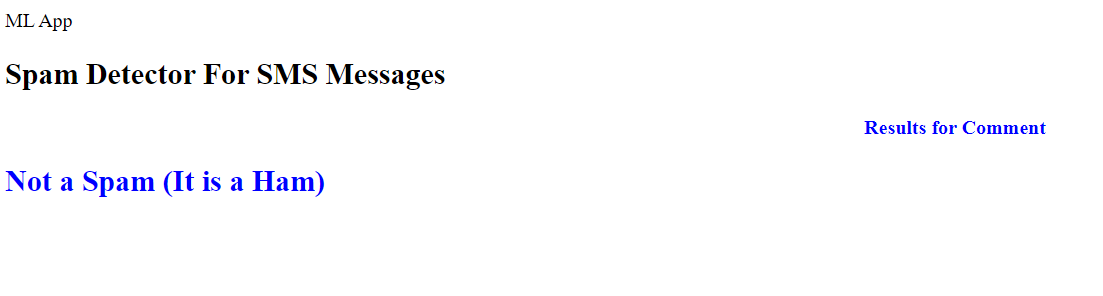 ML App
Spam Detector For SMS Messages
Results for Comment
Not a Spam (It is a Ham)